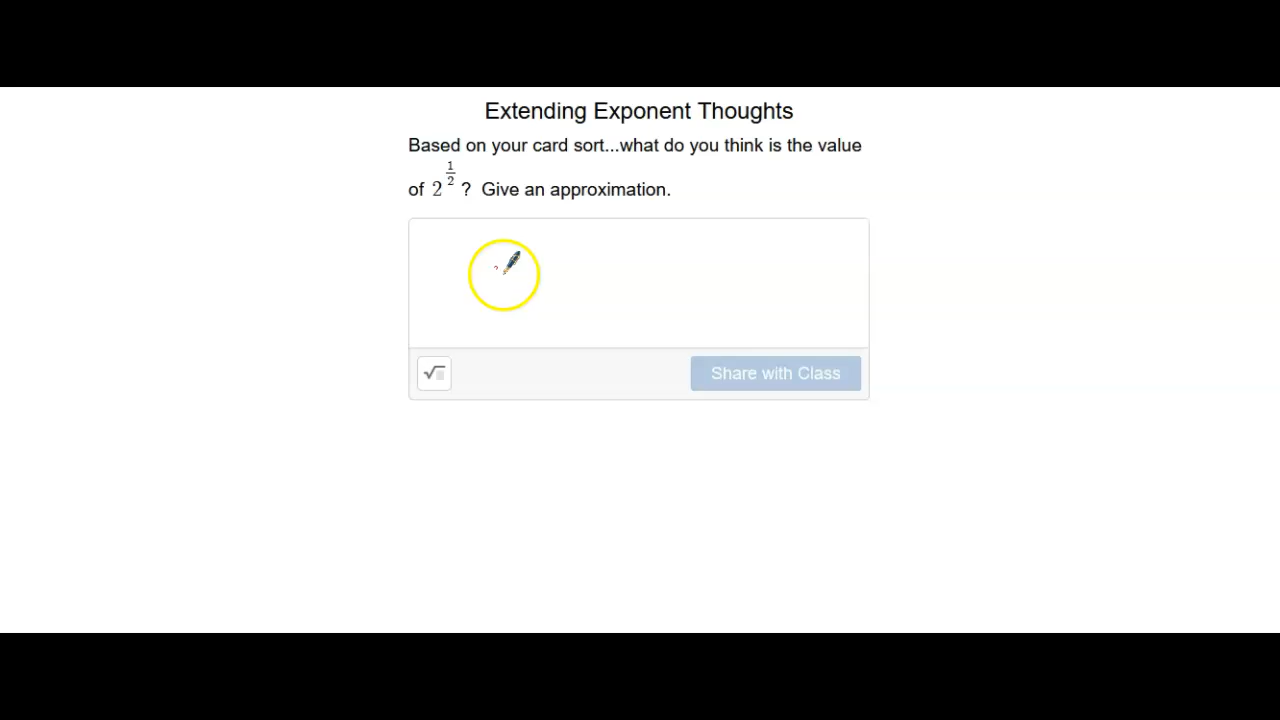 Extending Exponent Thoughts
Based on your card sort...what do you think is the value
of 2^{\frac{1}{2}} ? Give an approximation.
Share with Class